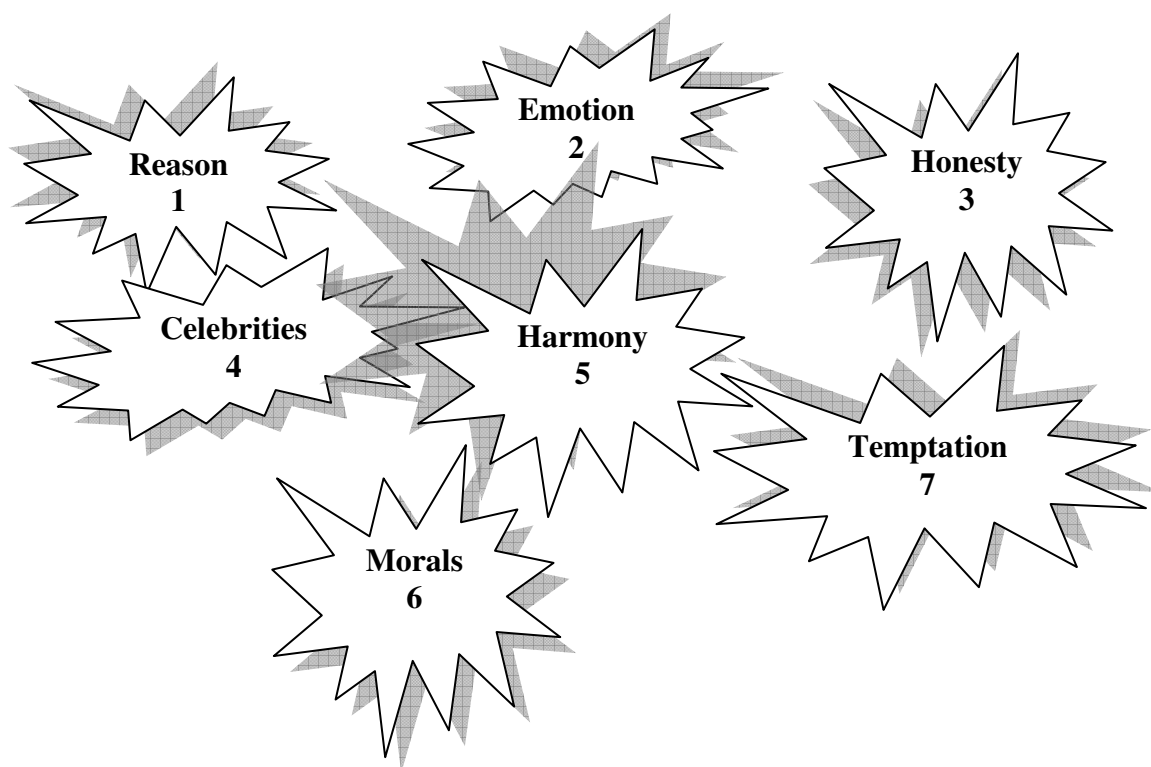 Reason
1
Emotion
2
Honesty
3
Celebrities
4
Harmony
5
Morals
6
Temptation
7